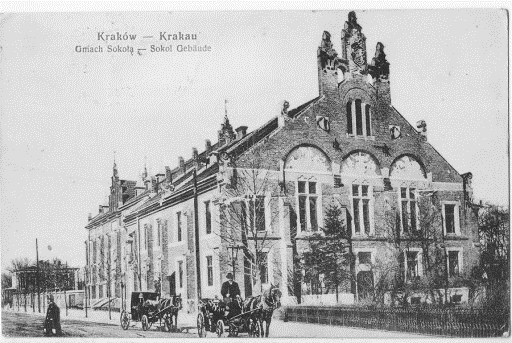 Kraków — Krakau
Gmach Sokoła — Sokol Gebäude